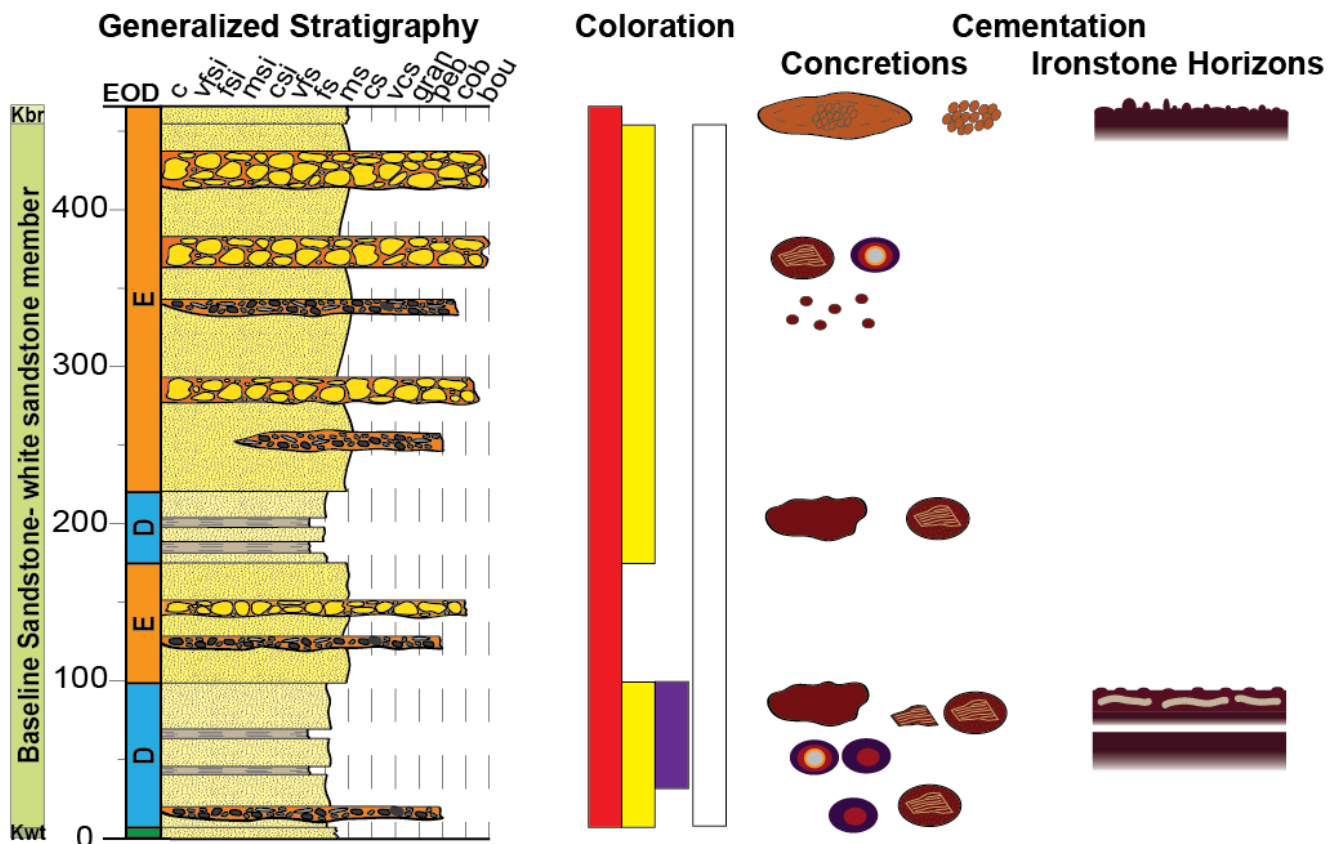 Generalized Stratigraphy
Coloration
Cementation
Concretions
Ironstone Horizons
EOD
c
vfsi
fsi
msi
csi
vfs
fs
ms
cs
vcs
gran
peb
cob
bou
Kbr
Baseline Sandstone- white sandstone member
Kwt
400
300
200
100
0
E
D
E
D